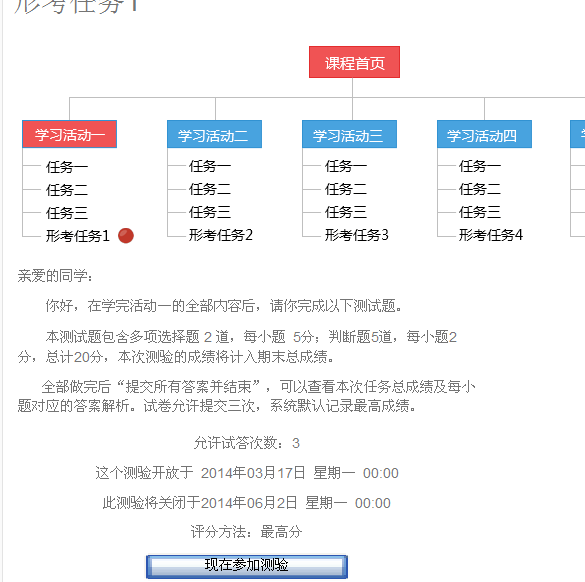 形考任务1
课程首页
学习活动一 学习活动二 学习活动三 学习活动四
任务一 任务一 任务一 任务一
任务二 任务二 任务二 任务二
任务三 任务三 任务三 任务三
形考任务1 形考任务2 形考任务3 形考任务4
亲爱的同学：
你好，在学完活动一的全部内容后，请你完成以下测试题。
本测试题包含多项选择题 2 道，每小题 5分；判断题5道，每小题2
分，总计20分，本次测验的成绩将计入期末总成绩。
全部做完后“提交所有答案并结束”，可以查看本次任务总成绩及每小
题对应的答案解析。试卷允许提交三次，系统默认记录最高成绩。
允许试答次数：3
这个测验开放于 2014年03月17日 星期一 00:00
此测验将关闭于2014年06月2日 星期一 00:00
评分方法：最高分
现在参加测验